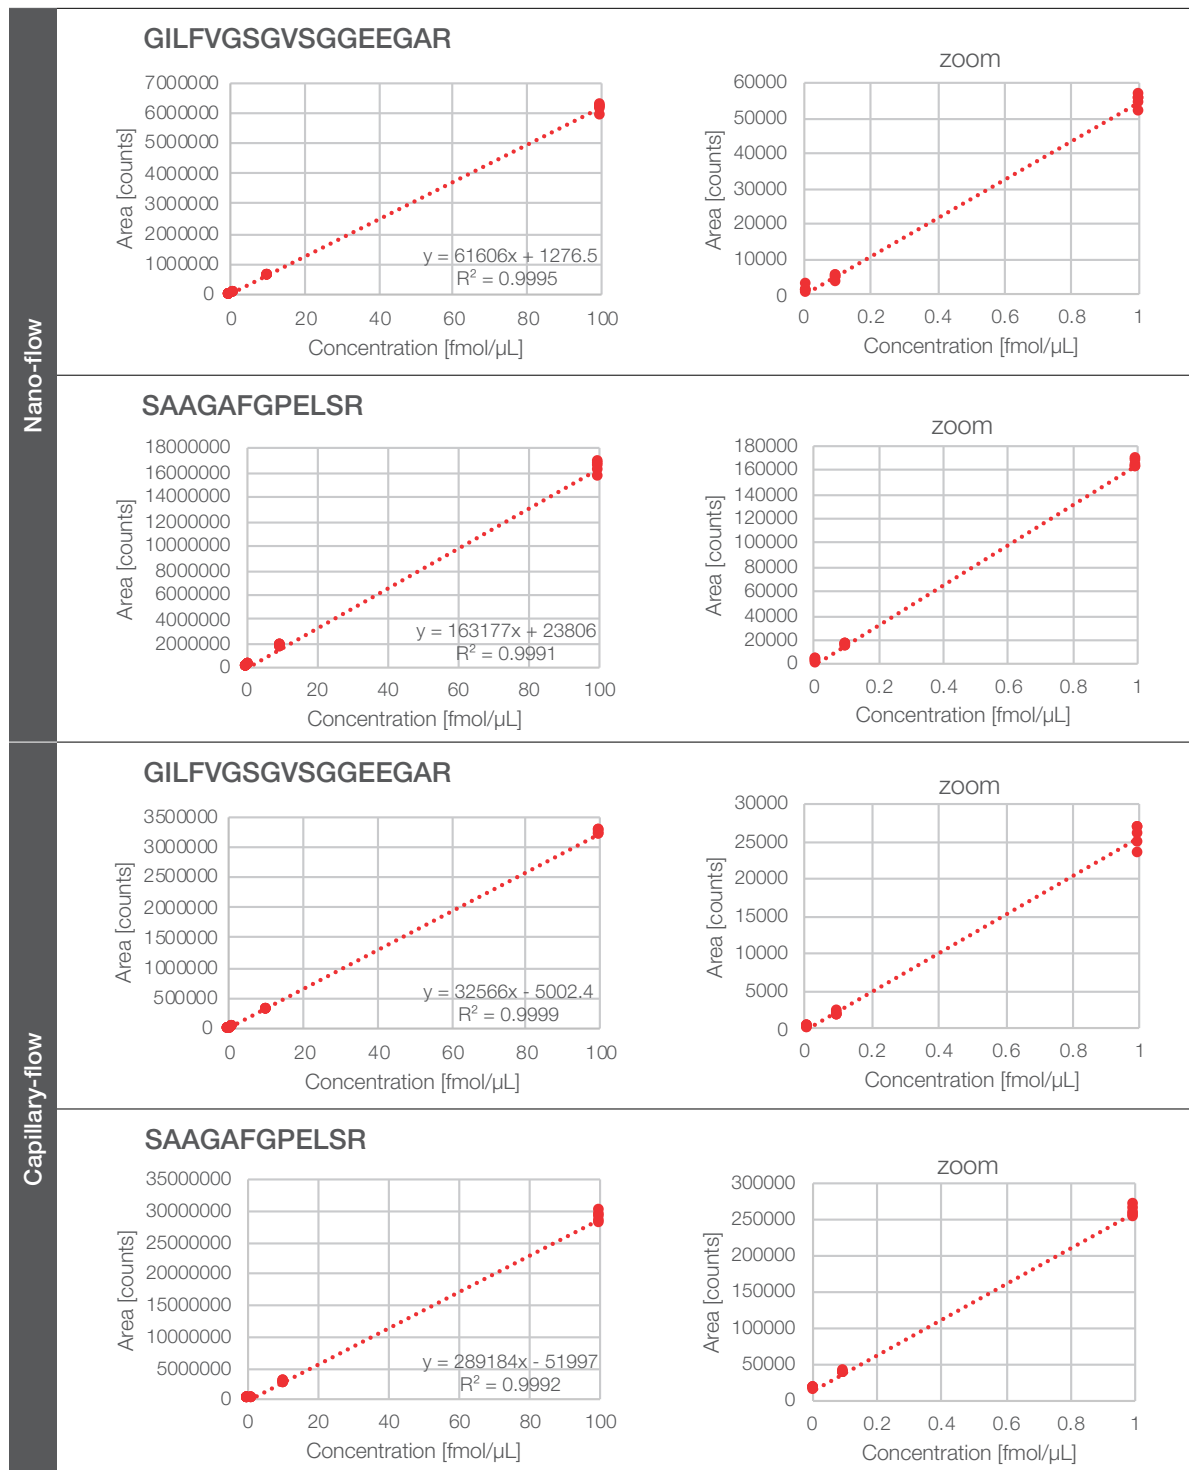 Nano-flow
GILFVGSGVSGGEEGAR
7000000
6000000
5000000
4000000
3000000
2000000
1000000
0
Area [counts]
y = 61606x + 1276.5
R² = 0.9995
0 20 40 60 80 100
Concentration [fmol/µL]
zoom
60000
50000
40000
30000
20000
10000
0
Area [counts]
0 0.2 0.4 0.6 0.8 1
Concentration [fmol/µL]
SAAGAFGPELSR
18000000
16000000
14000000
12000000
10000000
8000000
6000000
4000000
2000000
0
Area [counts]
y = 163177x + 23806
R² = 0.9991
0 20 40 60 80 100
Concentration [fmol/µL]
zoom
180000
160000
140000
120000
100000
80000
60000
40000
20000
0
Area [counts]
0 0.2 0.4 0.6 0.8 1
Concentration [fmol/µL]
Capillary-flow
GILFVGSGVSGGEEGAR
3500000
3000000
2500000
2000000
1500000
1000000
500000
0
Area [counts]
y = 32566x - 5002.4
R² = 0.9999
0 20 40 60 80 100
Concentration [fmol/µL]
zoom
30000
25000
20000
15000
10000
5000
0
Area [counts]
0 0.2 0.4 0.6 0.8 1
Concentration [fmol/µL]
SAAGAFGPELSR
35000000
30000000
25000000
20000000
15000000
10000000
5000000
0
Area [counts]
y = 289184x - 51997
R² = 0.9992
0 20 40 60 80 100
Concentration [fmol/µL]
zoom
300000
250000
200000
150000
100000
50000
0
Area [counts]
0 0.2 0.4 0.6 0.8 1
Concentration [fmol/µL]